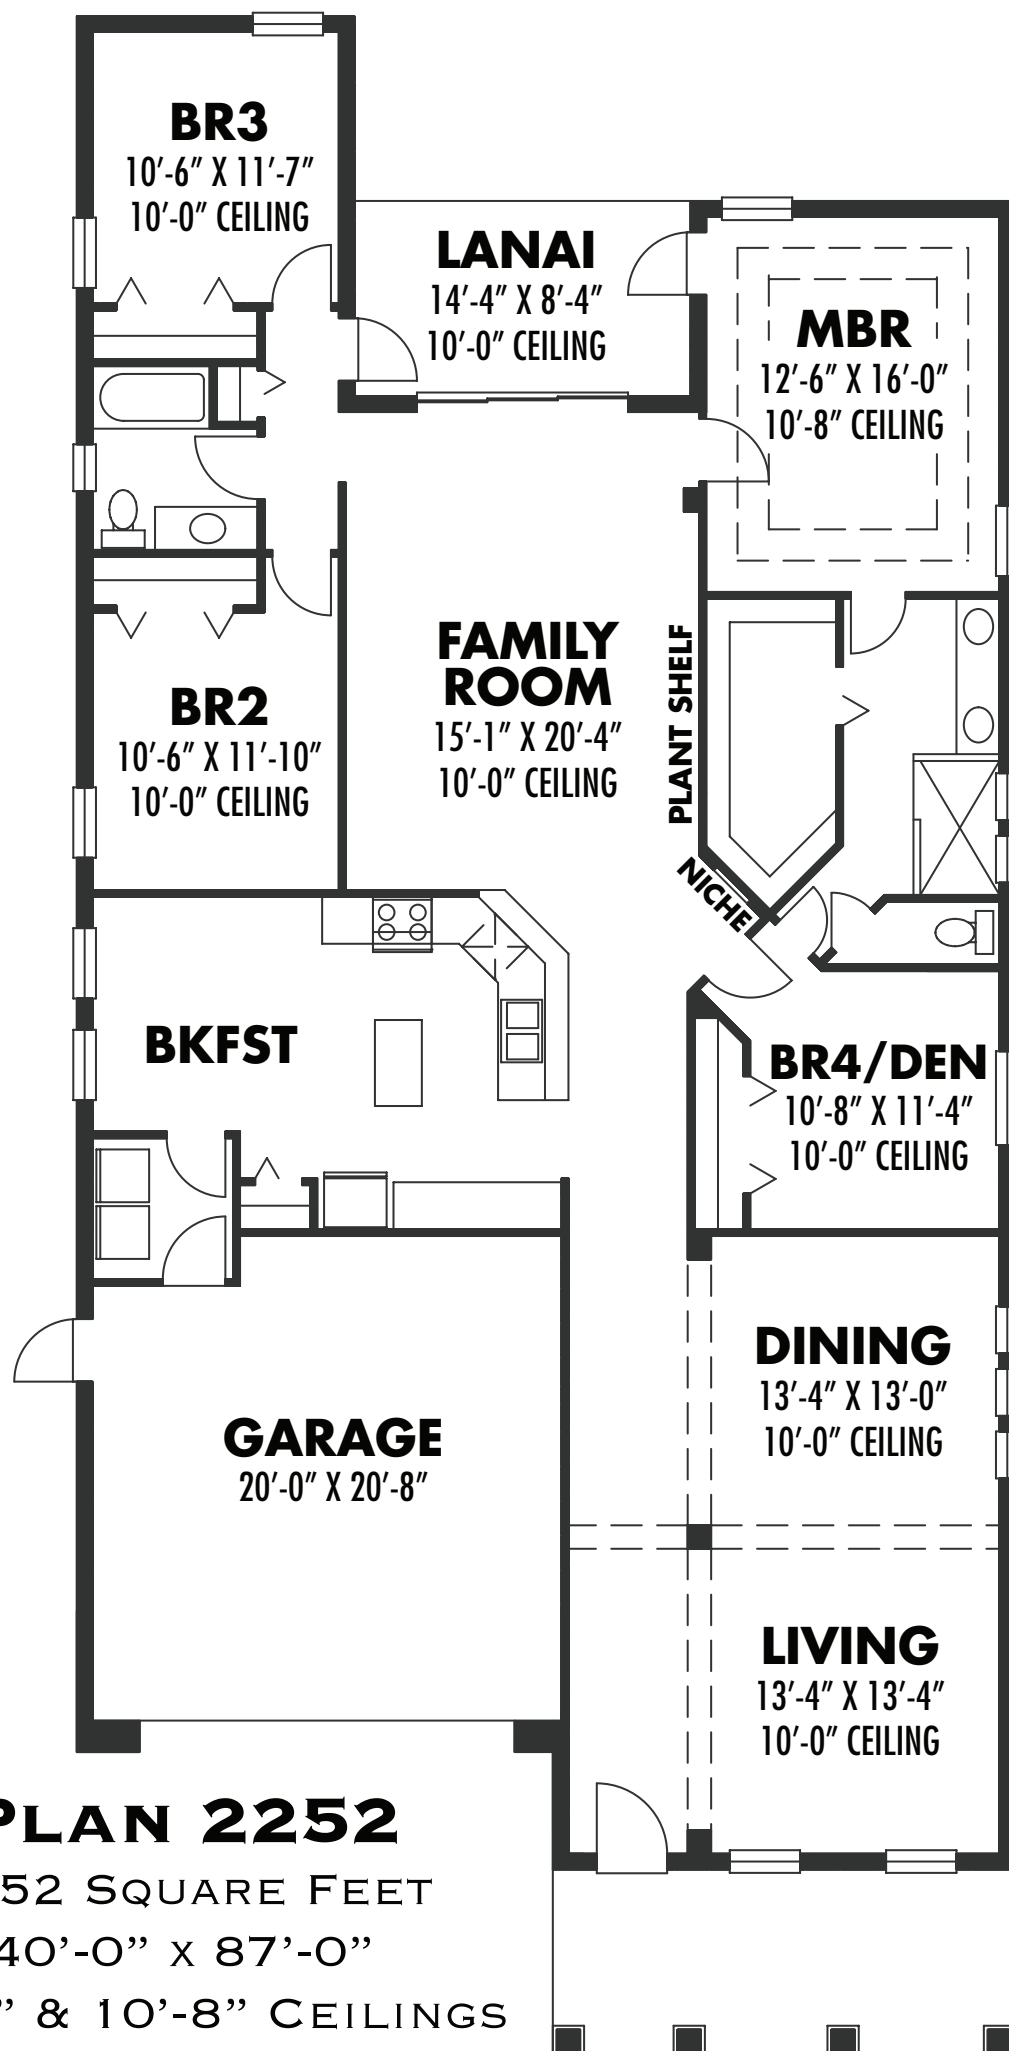 BR3
10'-6" X 11'-7"
10'-0" CEILING
LANAI
14'-4" X 8'-4"
10'-0" CEILING
MBR
12'-6" X 16'-0"
10'-8" CEILING
FAMILY
ROOM
15'-1" X 20'-4"
10'-0" CEILING
PLANT SHELF
BR2
10'-6" X 11'-10"
10'-0" CEILING
NICHE
BKFST
BR4/DEN
10'-8" X 11'-4"
10'-0" CEILING
DINING
13'-4" X 13'-0"
10'-0" CEILING
GARAGE
20'-0" X 20'-8"
LIVING
13'-4" X 13'-4"
10'-0" CEILING
PLAN 2252
52 SQUARE FEET
40'-0" X 87'-0"
" & 10'-8" CEILINGS